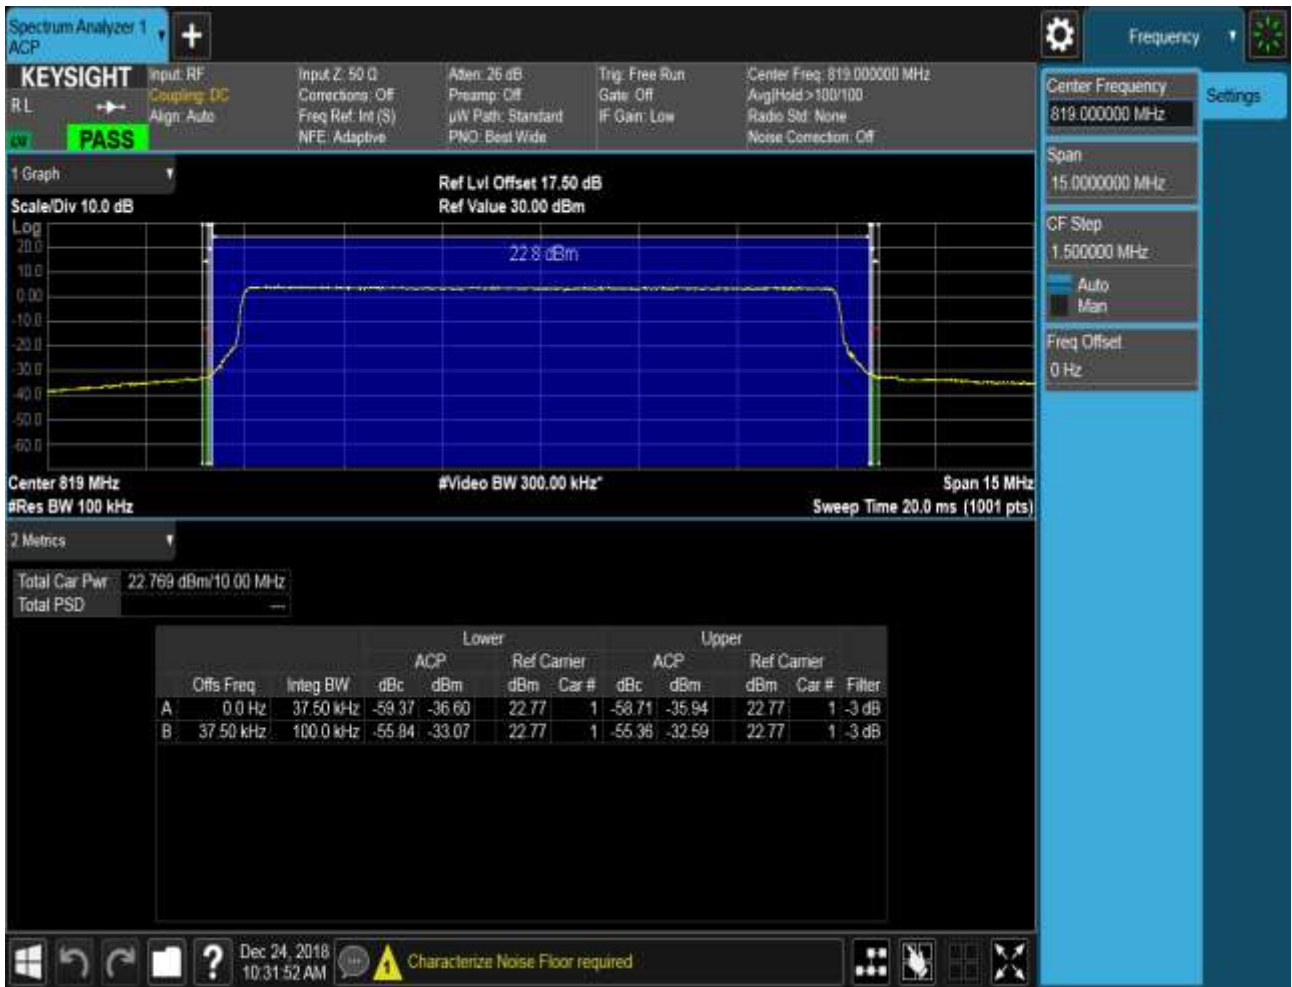 Spectrum Analyzer 1
ACP
Frequency
KEYSIGHT
R L
PASS
Input: RF
Coupling: DC
Align: Auto
Input Z: 50 Ω
Corrections: Off
Freq Ref: Int (S)
NFE: Adaptive
Atten: 26 dB
Preamp: Off
µW Path: Standard
PNO: Best Wide
Trig: Free Run
Gate: Off
IF Gain: Low
Center Freq: 819.000000 MHz
Avg|Hold:>100/100
Radio Std: None
Noise Correction: Off
Center Frequency
819.000000 MHz
Settings
Span
15.0000000 MHz
CF Step
1.500000 MHz
Auto
Man
Freq Offset
0 Hz
1 Graph
Scale/Div 10.0 dB
Ref Lvl Offset 17.50 dB
Ref Value 30.00 dBm
Log
20.0
10.0
0.00
-10.0
-20.0
-30.0
-40.0
-50.0
-60.0
22.8 dBm
Center 819 MHz
#Video BW 300.00 kHz*
Span 15 MHz
#Res BW 100 kHz
Sweep Time 20.0 ms (1001 pts)
2 Metrics
Total Car Pwr 22.769 dBm/10.00 MHz
Total PSD ---
Lower Upper
ACP Ref Carrier ACP Ref Carrier
Offs Freq Integ BW dBc dBm dBm Car # dBc dBm dBm Car # Filter
A 0.0 Hz 37.50 kHz -59.37 -36.60 22.77 1 -58.71 -35.94 22.77 1 -3 dB
B 37.50 kHz 100.0 kHz -55.84 -33.07 22.77 1 -55.36 -32.59 22.77 1 -3 dB
?
Dec 24, 2018
10:31:52 AM
1
Characterize Noise Floor required